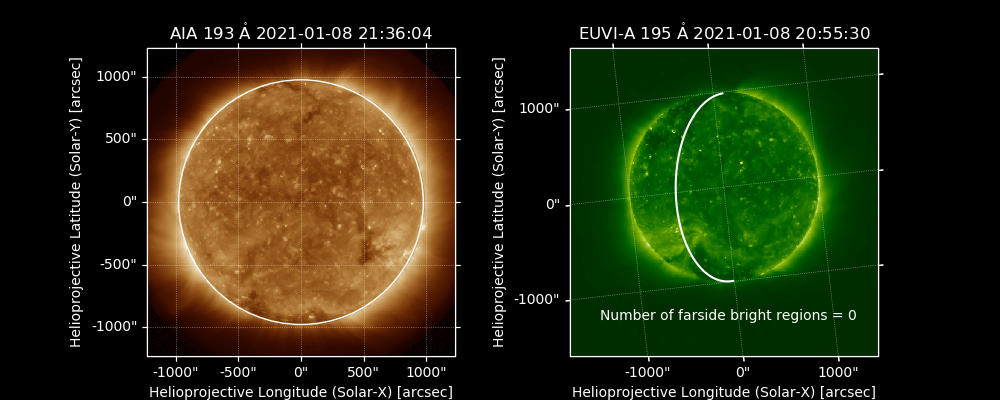 AIA 193 Å 2021-01-08 21:36:04
EUVI-A 195 Å 2021-01-08 20:55:30
Helioprojective Latitude (Solar-Y) [arcsec]
1000"
500"
0"
-500"
-1000"
-1000"
-500"
0"
500"
1000"
Helioprojective Longitude (Solar-X) [arcsec]
Helioprojective Latitude (Solar-Y) [arcsec]
1000"
0"
-1000"
Number of farside bright regions = 0
-1000"
0"
1000"
Helioprojective Longitude (Solar-X) [arcsec]